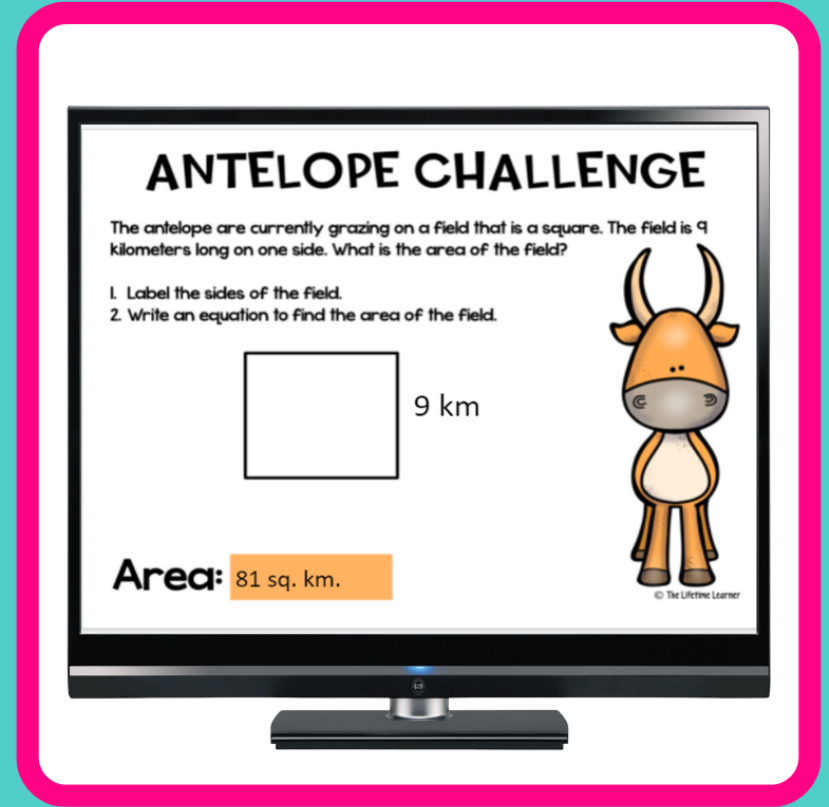 ANTELOPE CHALLENGE
The antelope are currently grazing on a field that is a square. The field is 9
kilometers long on one side. What is the area of the field?
1. Label the sides of the field.
2. Write an equation to find the area of the field.
9 km
Area: 81 sq. km.
© The Lifetime Learner